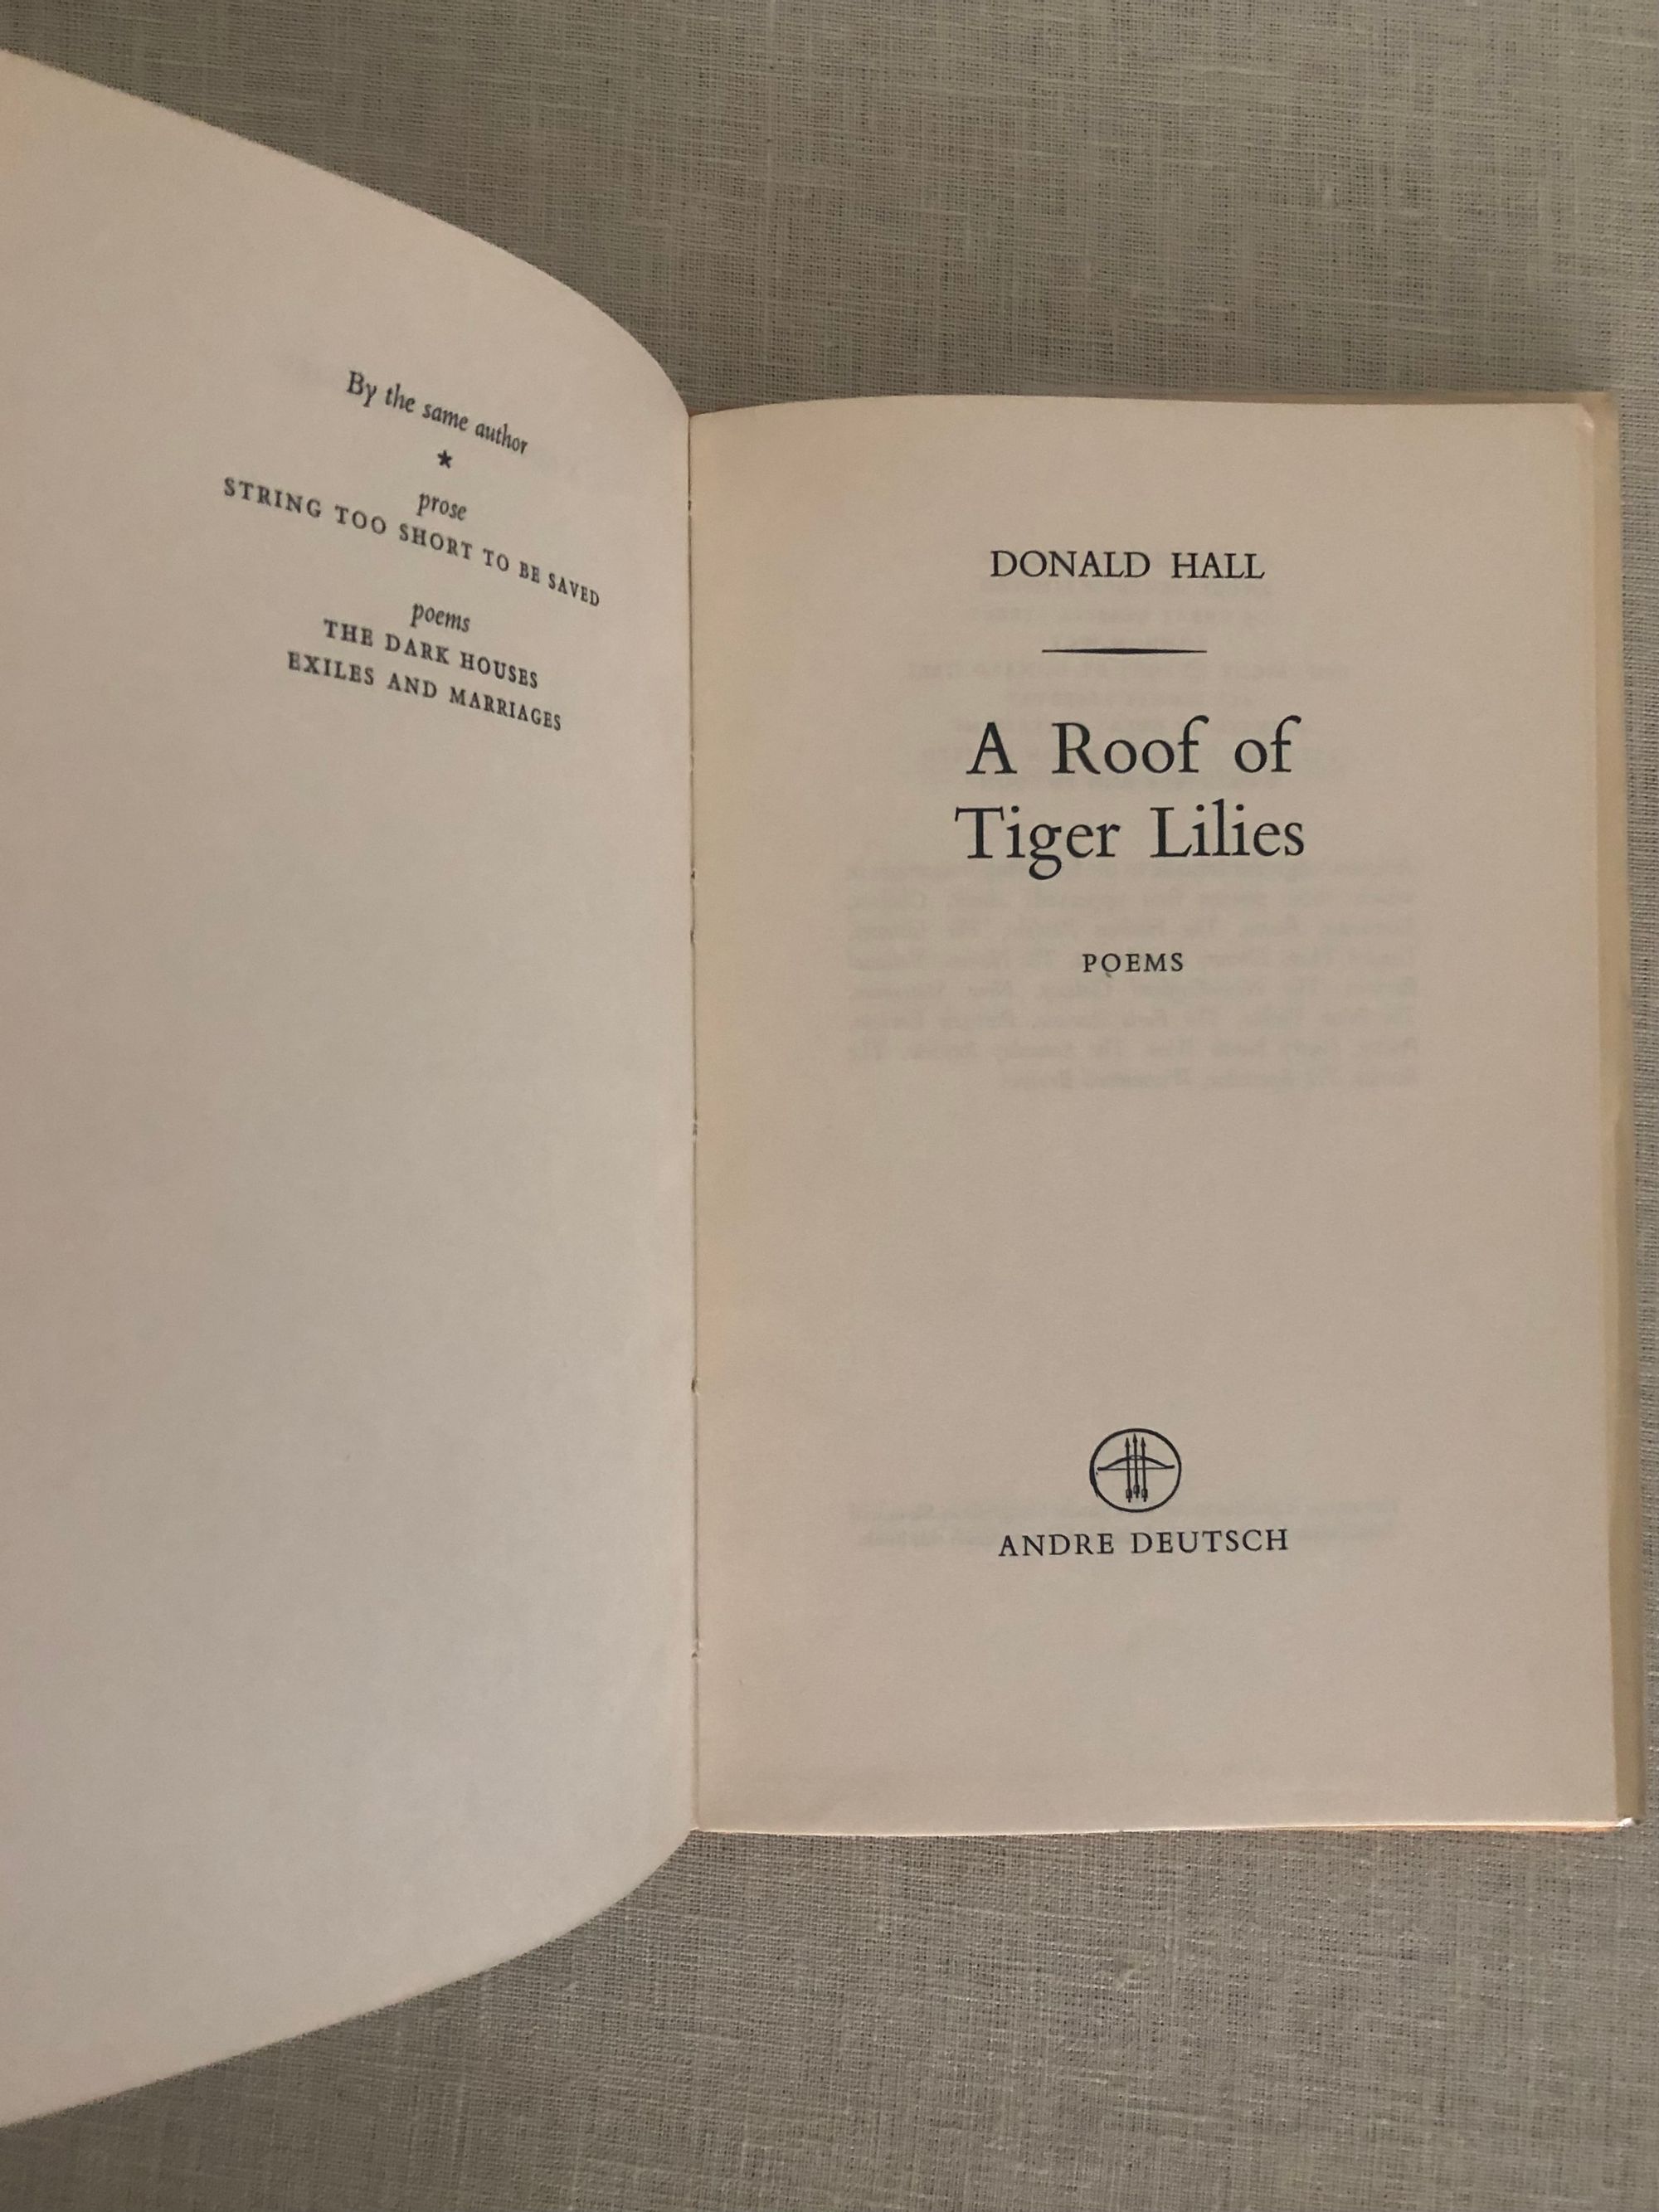 By the same author
★
prose
STRING TOO SHORT TO BE SAVED
poems
THE DARK HOUSES
EXILES AND MARRIAGES
DONALD HALL
A Roof of
Tiger Lilies
POEMS
ANDRE DEUTSCH